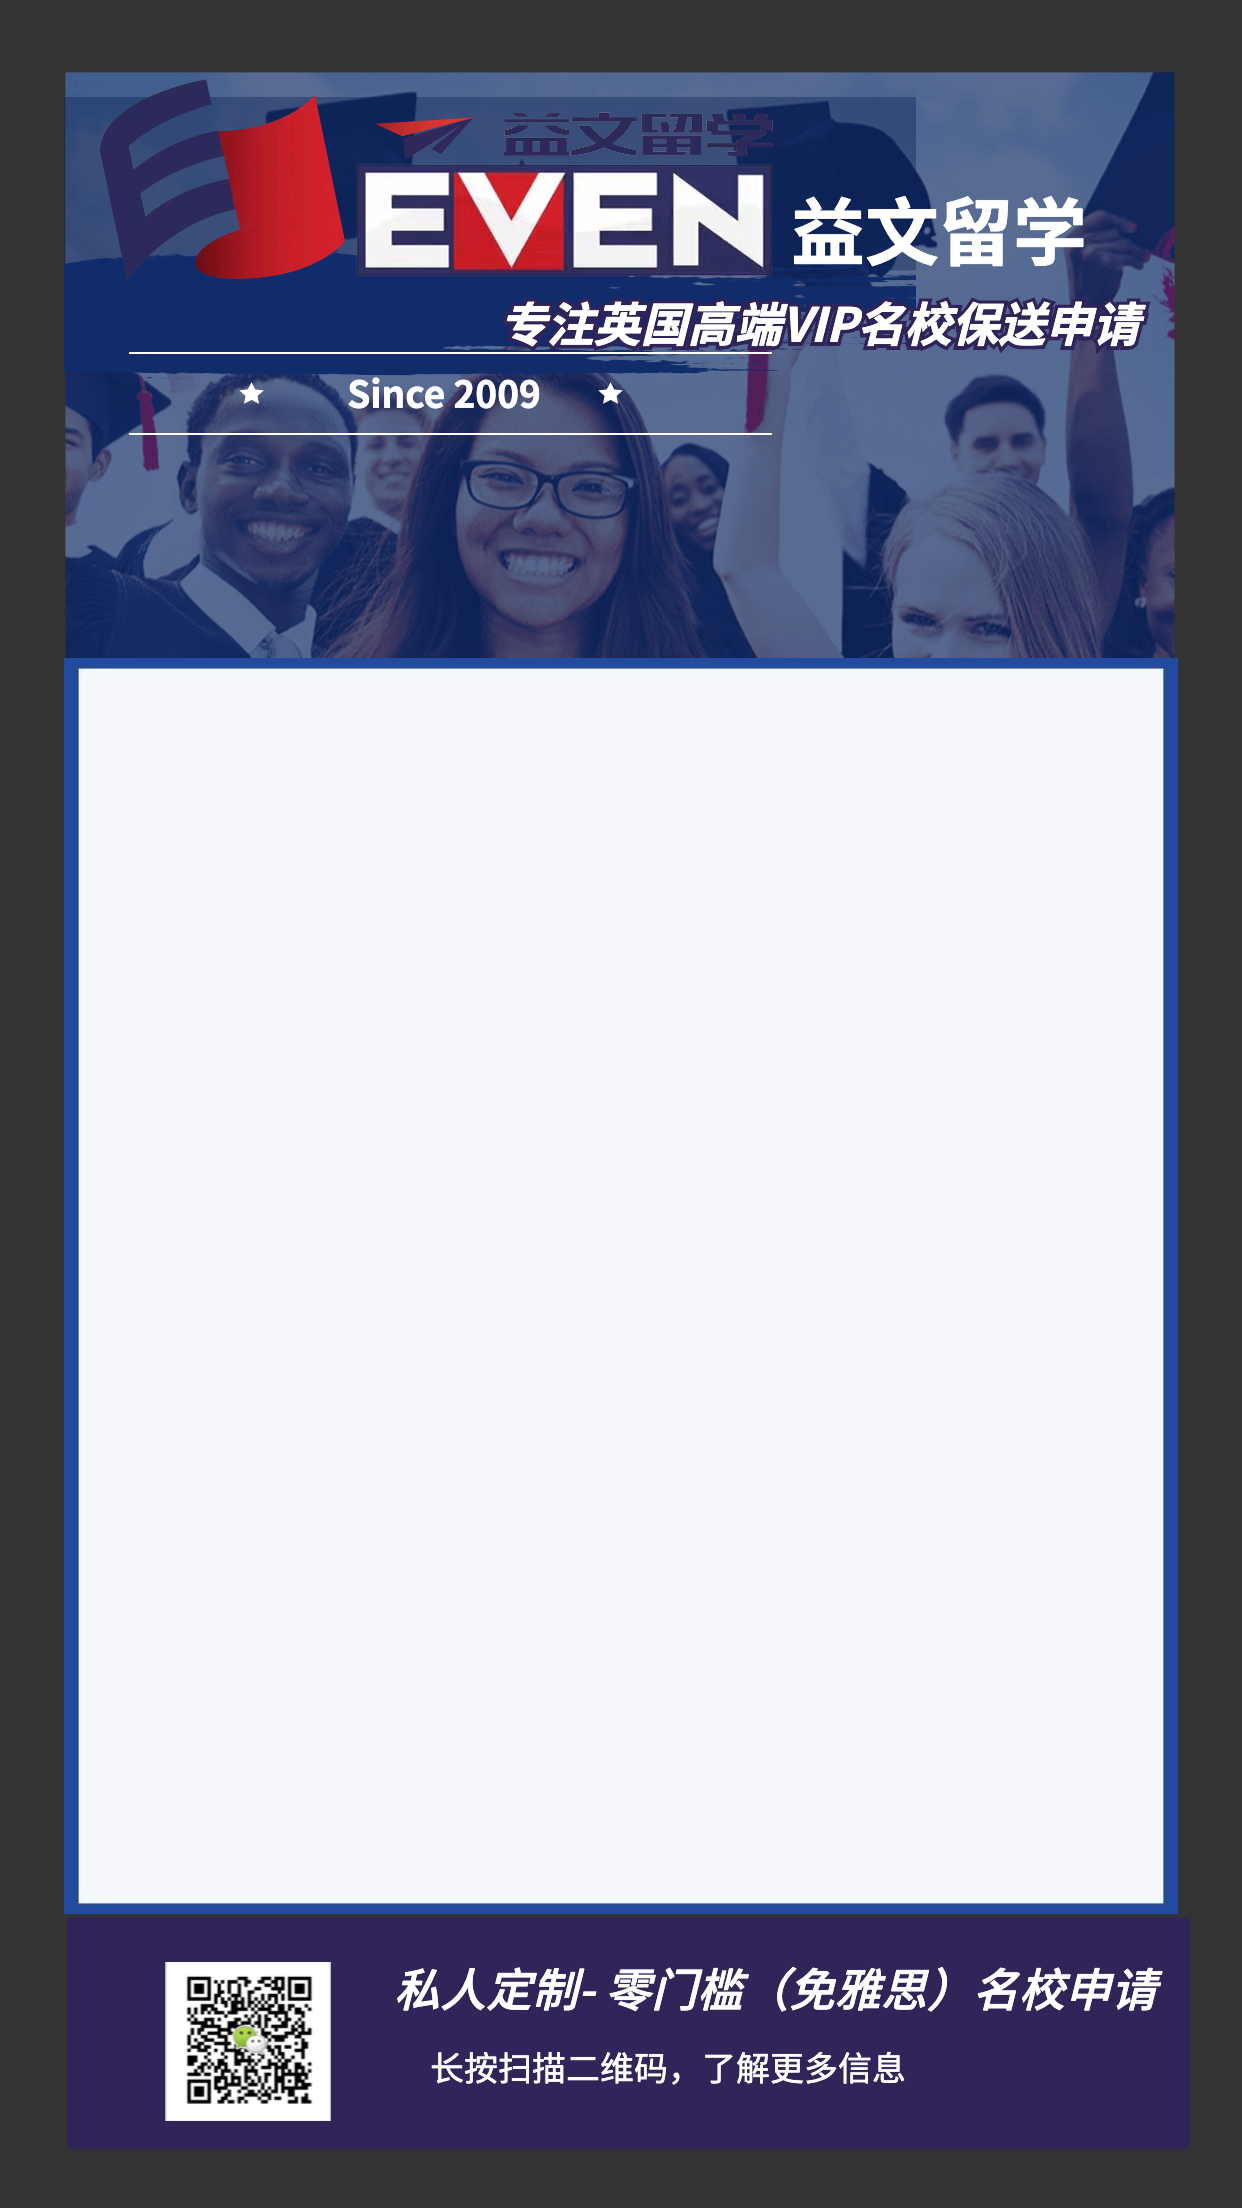 益文留学
EVEN 益文留学
专注英国高端VIP名校保送申请
Since 2009
私人定制- 零门槛（免雅思）名校申请
长按扫描二维码，了解更多信息